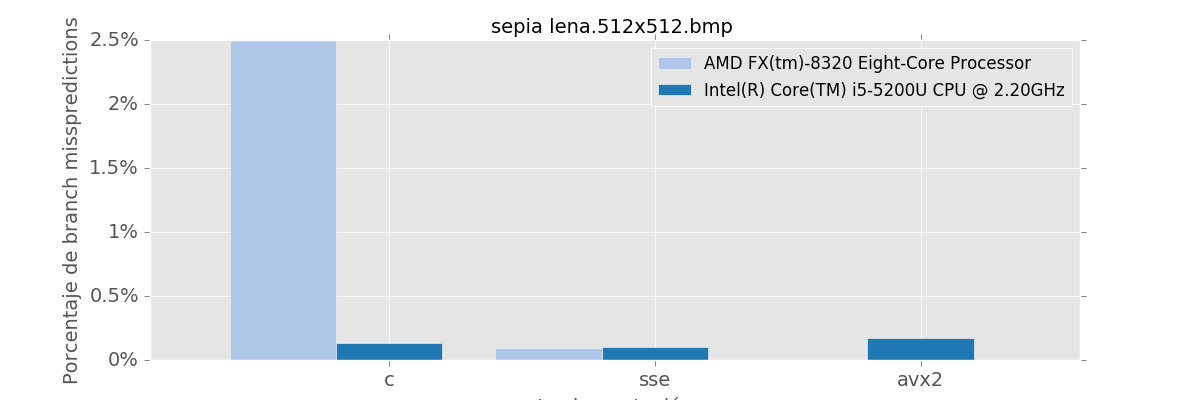 sepia lena.512x512.bmp
AMD FX(tm)-8320 Eight-Core Processor
Intel(R) Core(TM) i5-5200U CPU @ 2.20GHz
Porcentaje de branch misspredictions
2.5%
2%
1.5%
1%
0.5%
0%
c
sse
avx2